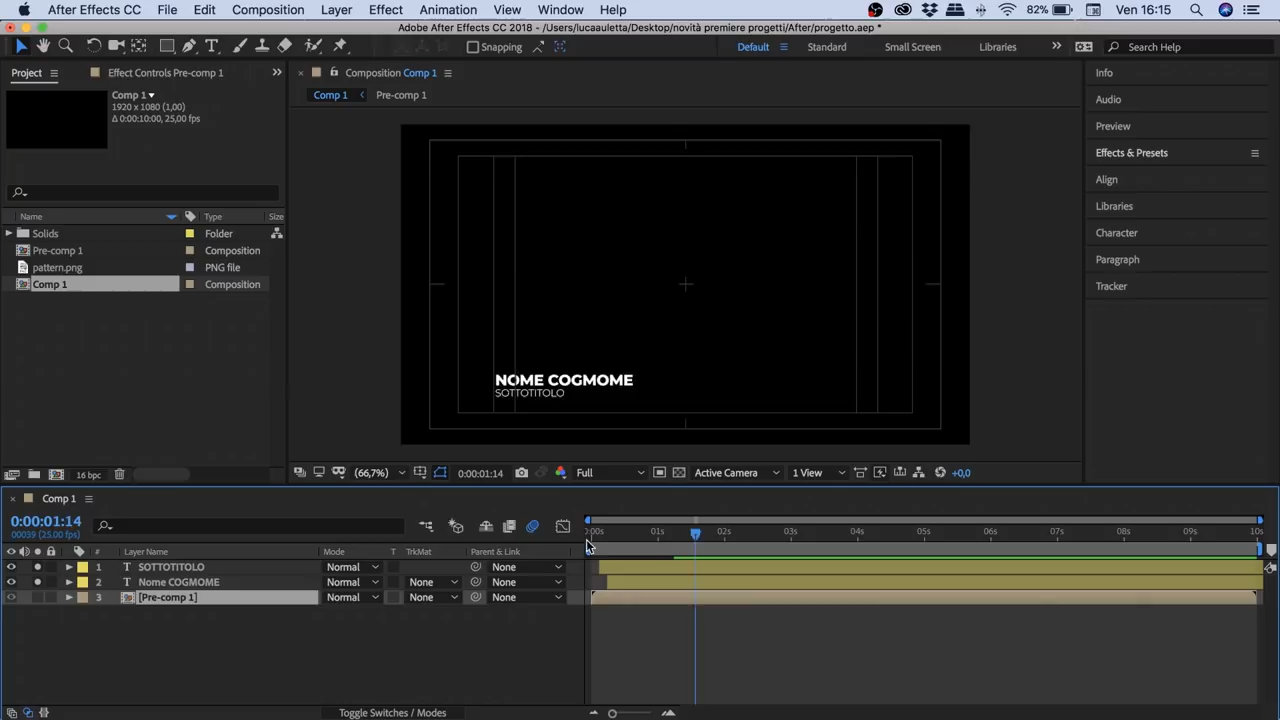 After Effects CC File Edit Composition Layer Effect Animation View Window Help 82% Ven 16:15
Adobe After Effects CC 2018 - /Users/lucaauletta/Desktop/novità premiere progetti/After/progetto.aep *
Snapping Default Standard Small Screen Libraries Search Help
Project Effect Controls Pre-comp 1 Composition Comp 1 Info
Comp 1 Comp 1 Pre-comp 1 Audio
1920 x 1080 (1,00)
Δ 0:00:10:00, 25,00 fps
Preview
Effects & Presets
Align
Libraries
Character
Paragraph
Tracker
Name Type Size
Solids Folder
Pre-comp 1 Composition
pattern.png PNG file
Comp 1 Composition
NOME COGMOME
SOTTOTITOLO
16 bpc (66,7%) 0:00:01:14 Full Active Camera 1 View +0,0
Comp 1
0:00:01:14
00039 (25.00 fps)
0:00s 01s 02s 03s 04s 05s 06s 07s 08s 09s 10s
# Layer Name Mode T TrkMat Parent & Link
1 T SOTTOTITOLO Normal None
2 T Nome COGMOME Normal None None
3 [Pre-comp 1] Normal None None
Toggle Switches / Modes